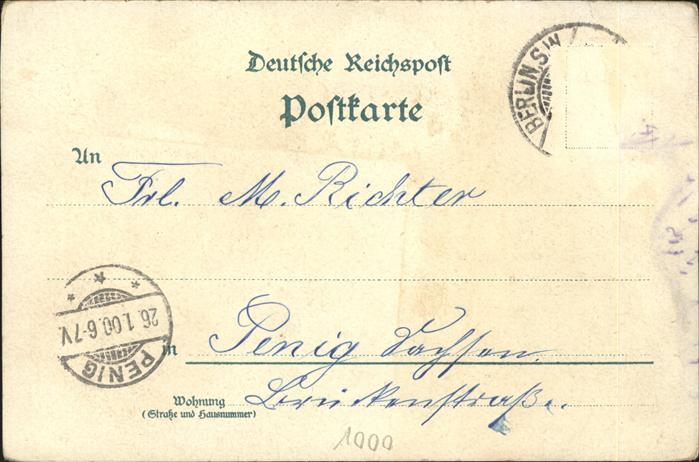 Deutsche Reichspost
Postkarte
BERLIN, S.W
An
Frl. M. Richter
PENIG
26.1.00.6-7V.
in Penig Sachsen.
Wohnung
(Straße und Hausnummer)
Brückenstraße.
1000